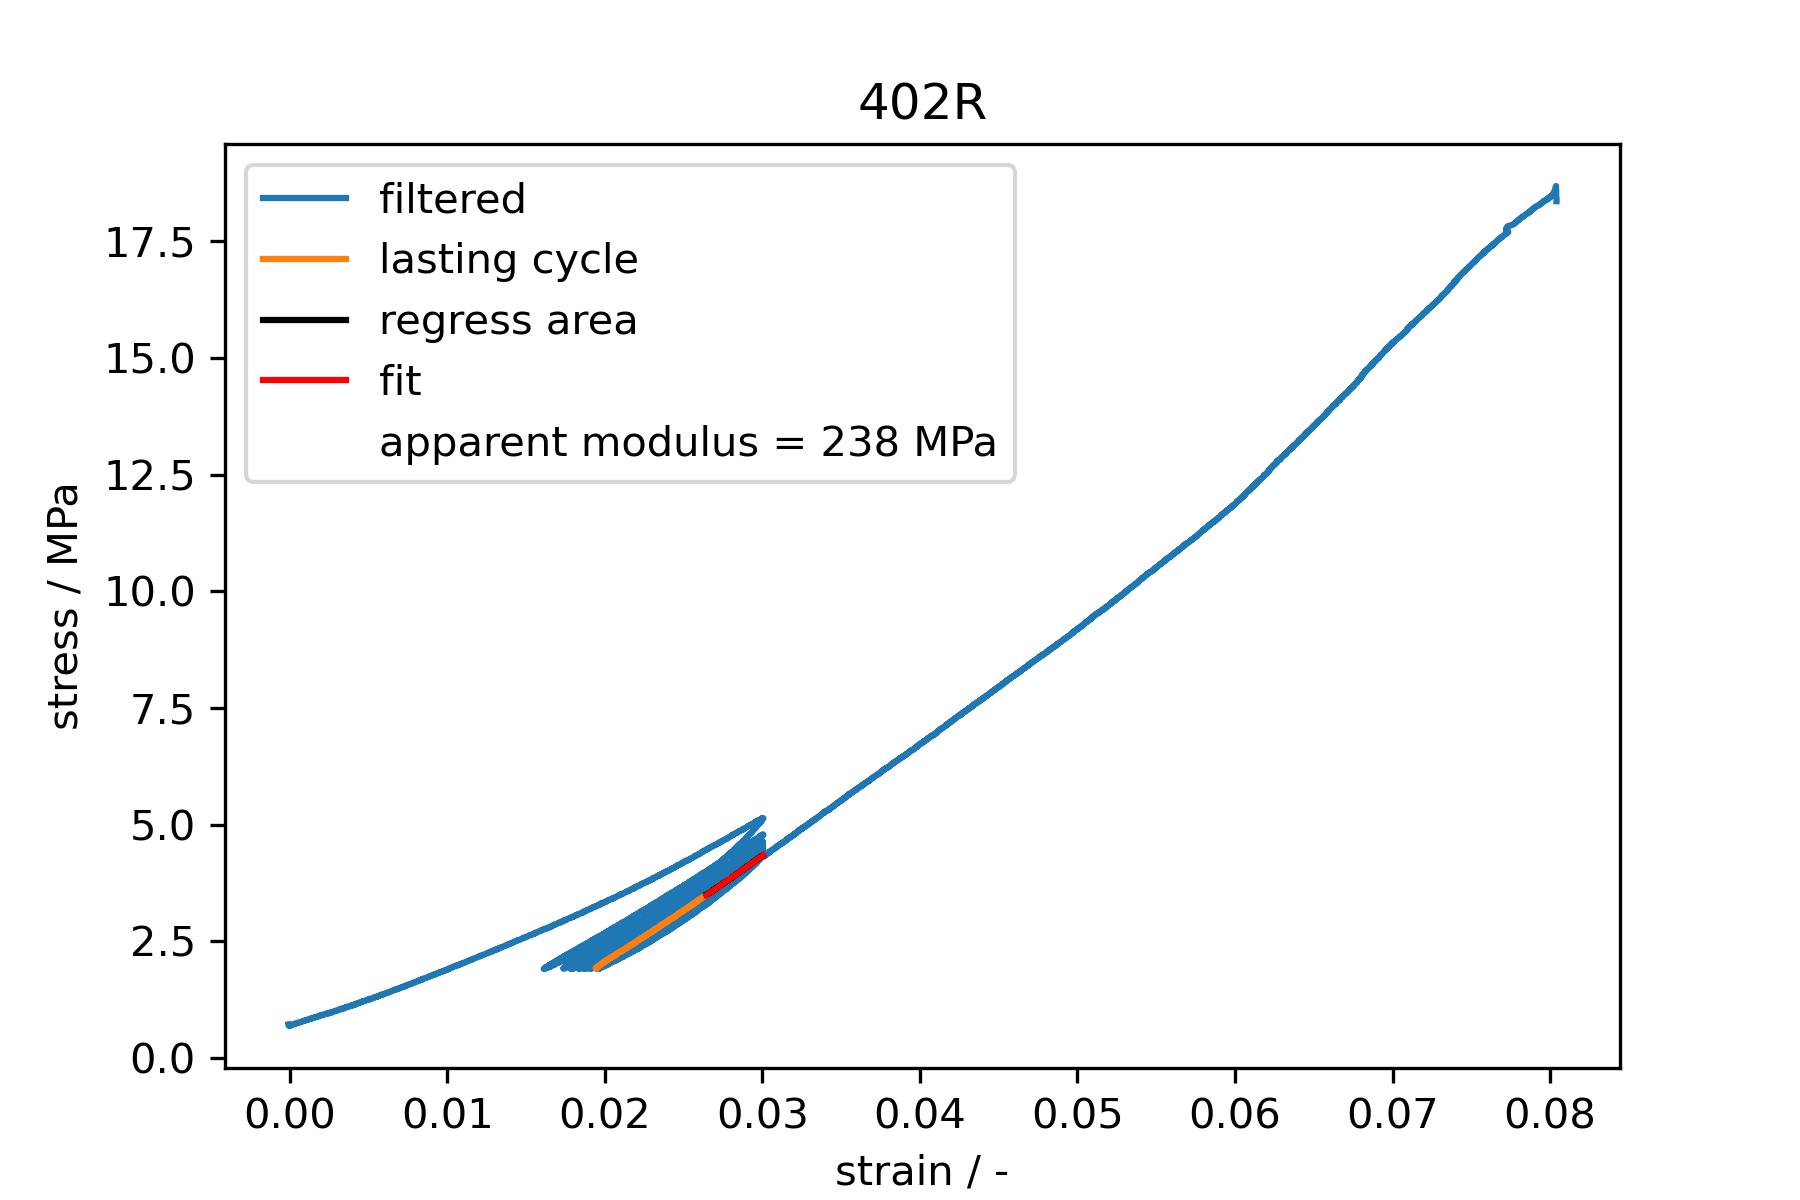 402R
filtered
lasting cycle
regress area
fit
apparent modulus = 238 MPa
stress / MPa
17.5
15.0
12.5
10.0
7.5
5.0
2.5
0.0
0.00 0.01 0.02 0.03 0.04 0.05 0.06 0.07 0.08
strain / -